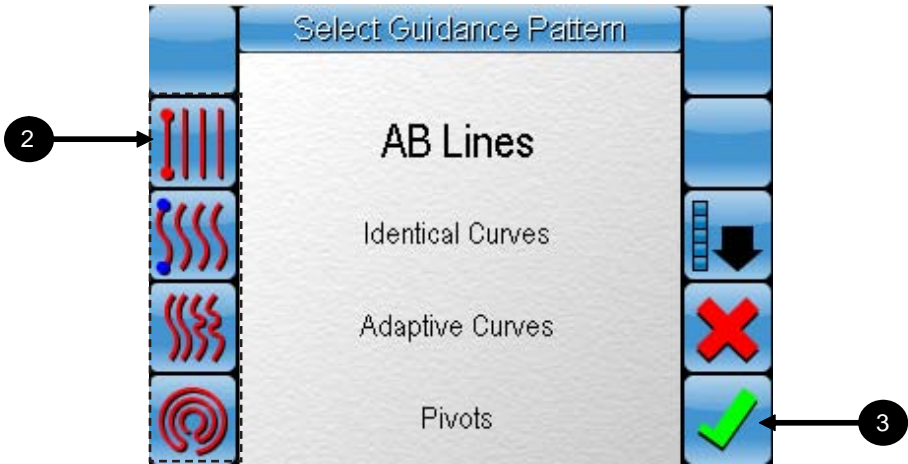 Select Guidance Pattern
2
AB Lines
Identical Curves
Adaptive Curves
Pivots
3